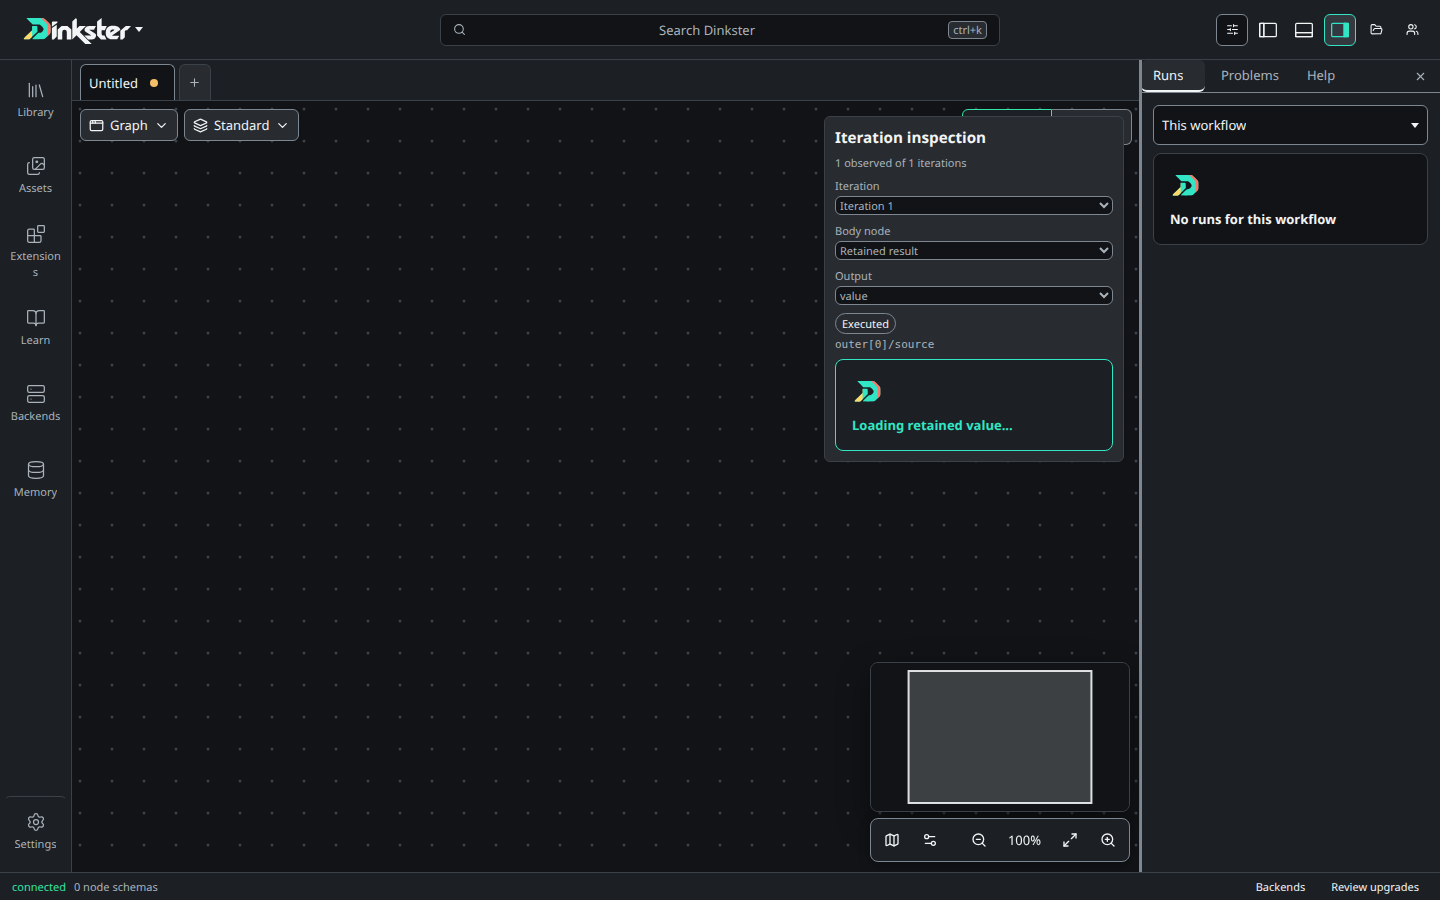 Dinkster
Search Dinkster
ctrl+k
Library
Assets
Extension
s
Learn
Backends
Memory
Settings
Untitled
Graph
Standard
Iteration inspection
1 observed of 1 iterations
Iteration
Iteration 1
Body node
Retained result
Output
value
Executed
outer[0]/source
Loading retained value...
100%
Runs
Problems
Help
This workflow
No runs for this workflow
connected
0 node schemas
Backends
Review upgrades